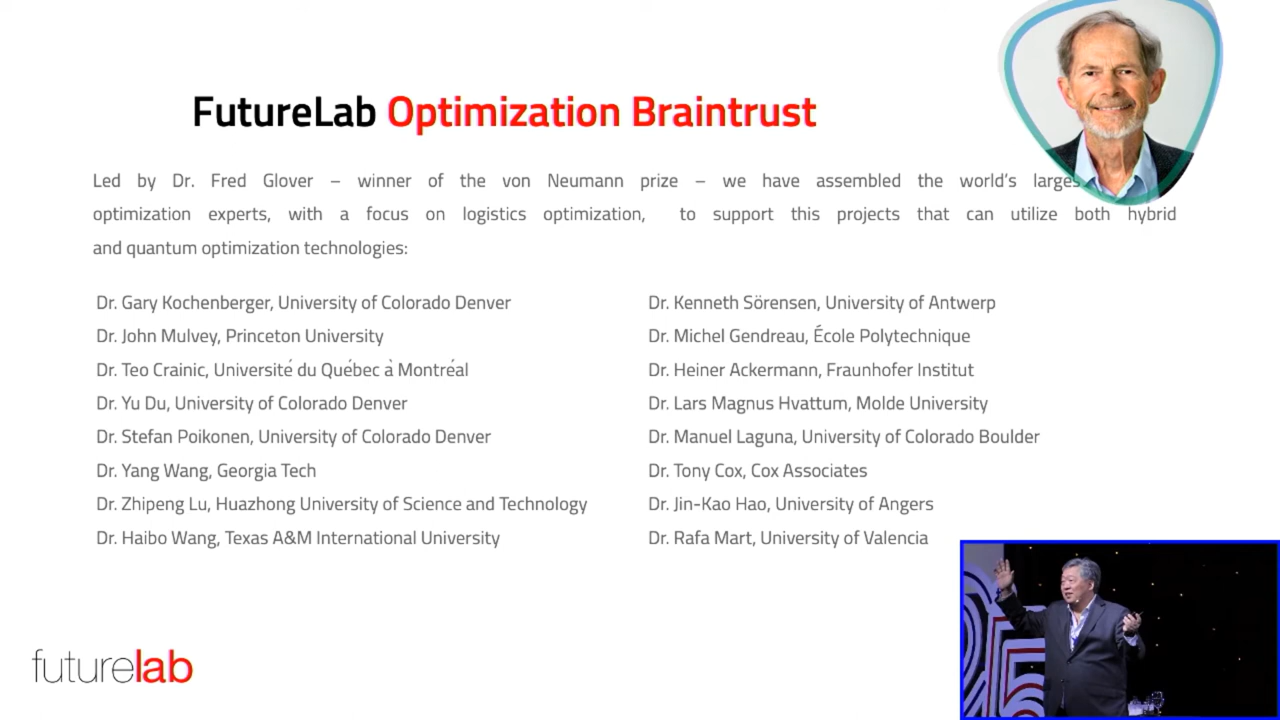 FutureLab Optimization Braintrust
Led by Dr. Fred Glover – winner of the von Neumann prize – we have assembled the world's larges
optimization experts, with a focus on logistics optimization, to support this projects that can utilize both hybrid
and quantum optimization technologies:
Dr. Gary Kochenberger, University of Colorado Denver
Dr. John Mulvey, Princeton University
Dr. Teo Crainic, Université du Québec à Montréal
Dr. Yu Du, University of Colorado Denver
Dr. Stefan Poikonen, University of Colorado Denver
Dr. Yang Wang, Georgia Tech
Dr. Zhipeng Lu, Huazhong University of Science and Technology
Dr. Haibo Wang, Texas A&M International University
Dr. Kenneth Sörensen, University of Antwerp
Dr. Michel Gendreau, École Polytechnique
Dr. Heiner Ackermann, Fraunhofer Institut
Dr. Lars Magnus Hvattum, Molde University
Dr. Manuel Laguna, University of Colorado Boulder
Dr. Tony Cox, Cox Associates
Dr. Jin-Kao Hao, University of Angers
Dr. Rafa Mart, University of Valencia
futurelab